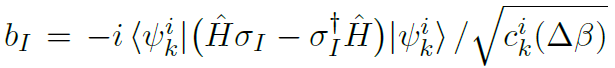 b_I = −i ⟨ψ_k^i| (Ĥσ_I − σ_I^† Ĥ) |ψ_k^i⟩ / √(c_k^i(Δβ))